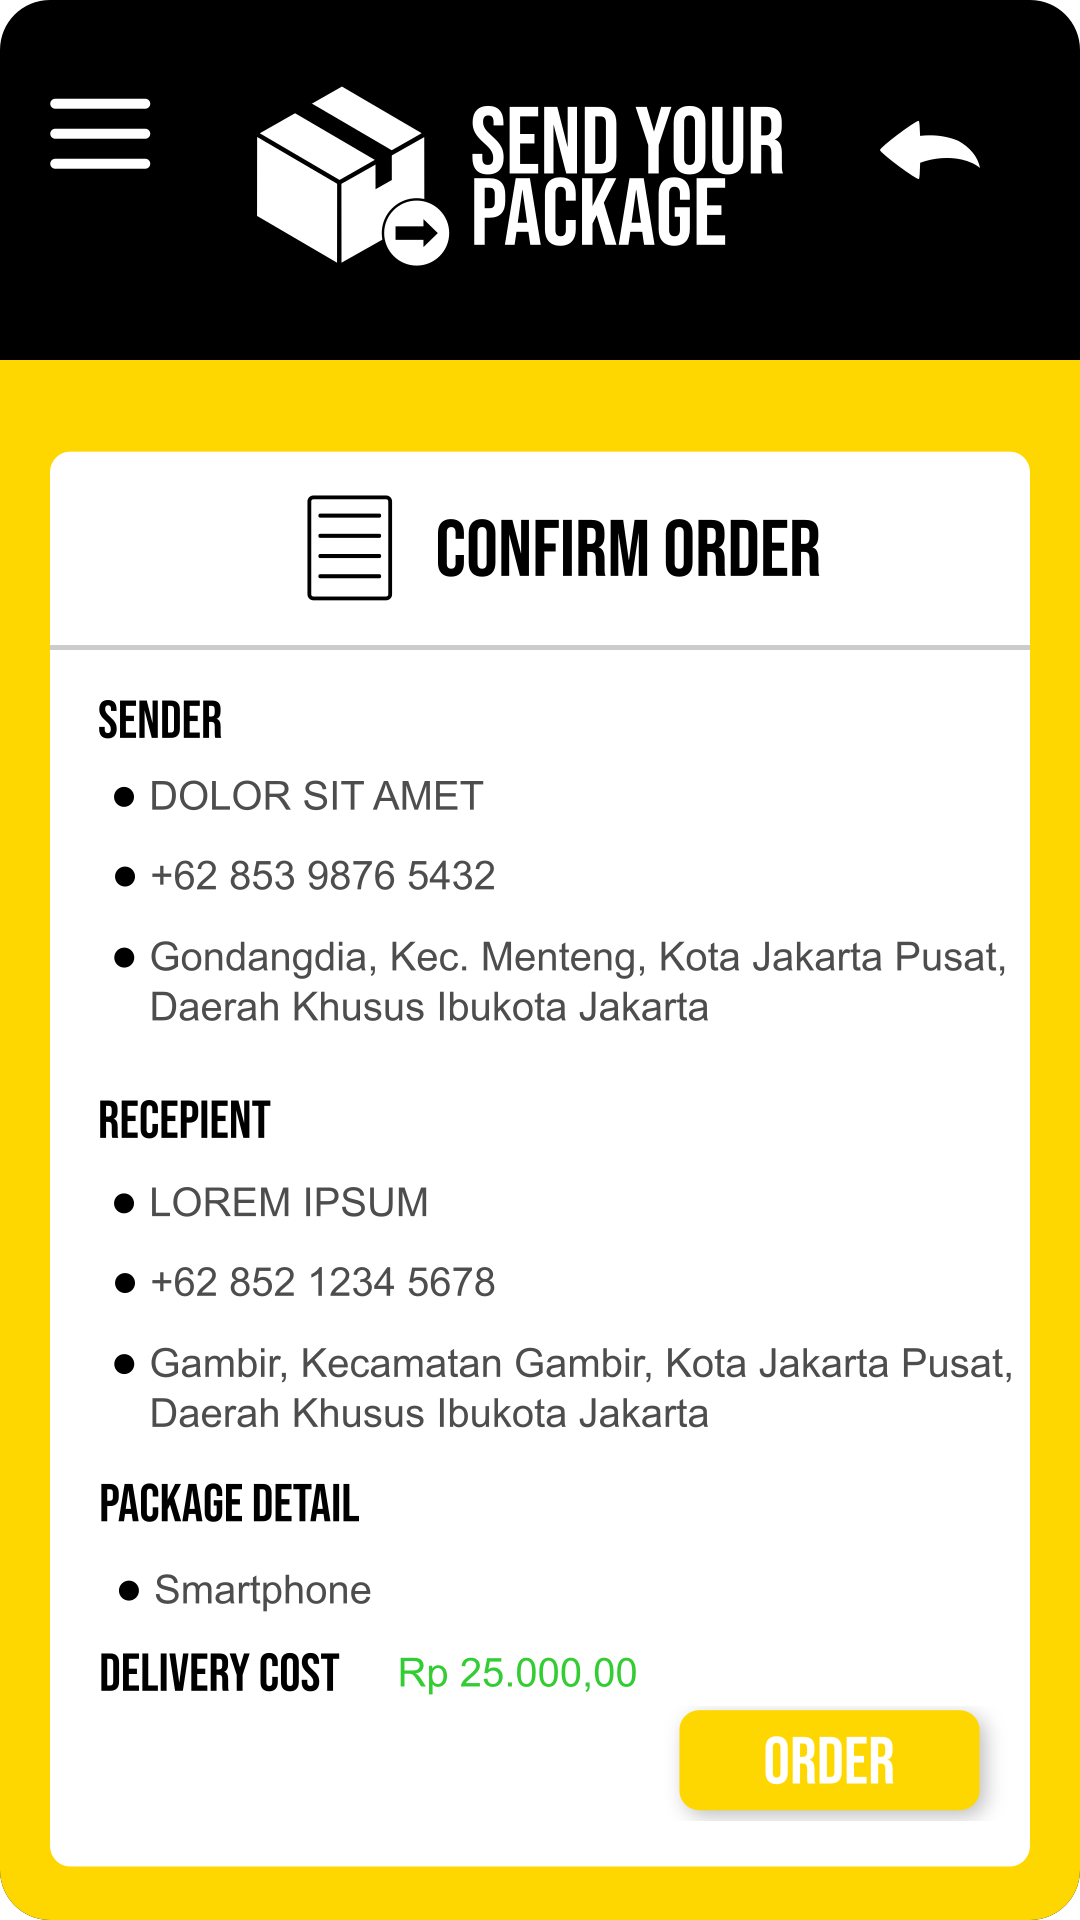 SEND YOUR
PACKAGE
CONFIRM ORDER
SENDER
DOLOR SIT AMET
+62 853 9876 5432
Gondangdia, Kec. Menteng, Kota Jakarta Pusat,
Daerah Khusus Ibukota Jakarta
RECEPIENT
LOREM IPSUM
+62 852 1234 5678
Gambir, Kecamatan Gambir, Kota Jakarta Pusat,
Daerah Khusus Ibukota Jakarta
PACKAGE DETAIL
Smartphone
DELIVERY COST Rp 25.000,00
ORDER